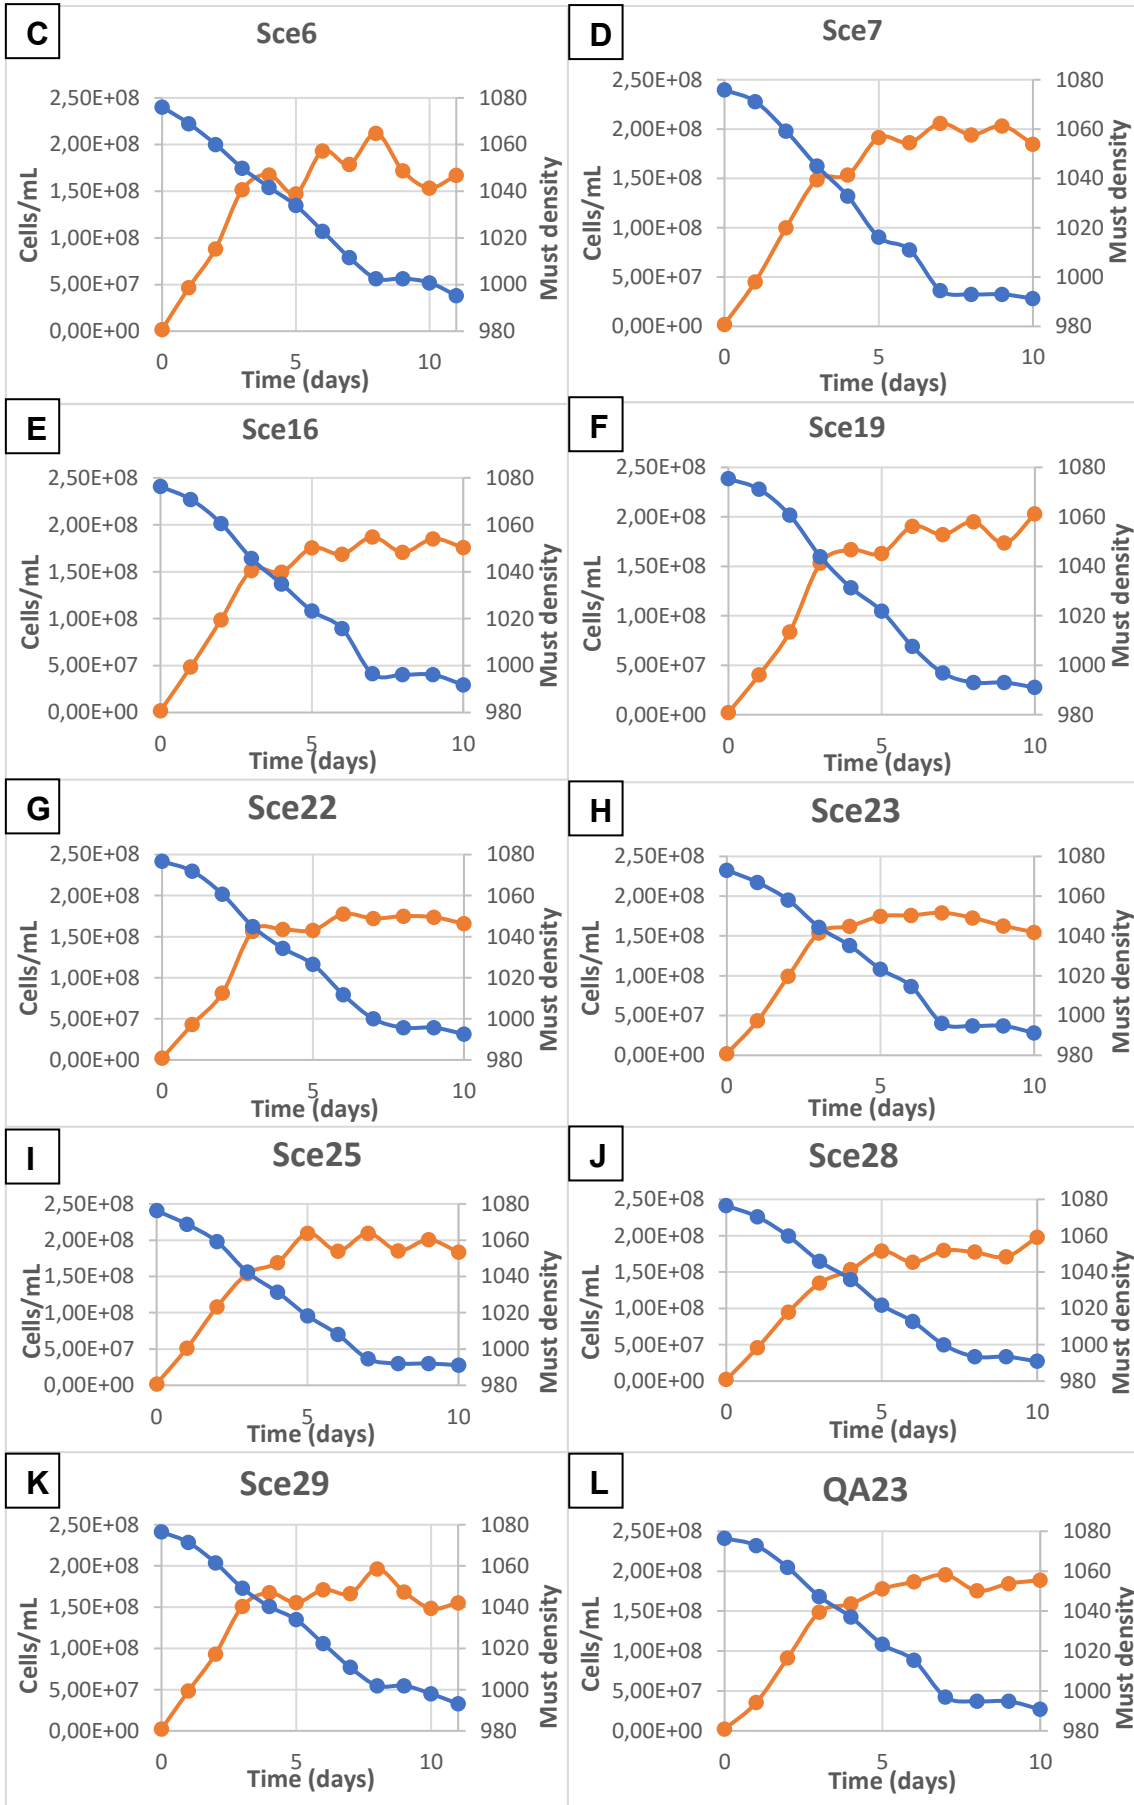 C
Sce6
2,50E+08
2,00E+08
1,50E+08
1,00E+08
5,00E+07
0,00E+00
Cells/mL
1080
1060
1040
1020
1000
980
Must density
0
5
10
Time (days)
D
Sce7
2,50E+08
2,00E+08
1,50E+08
1,00E+08
5,00E+07
0,00E+00
Cells/mL
1080
1060
1040
1020
1000
980
Must density
0
5
10
Time (days)
E
Sce16
2,50E+08
2,00E+08
1,50E+08
1,00E+08
5,00E+07
0,00E+00
Cells/mL
1080
1060
1040
1020
1000
980
Must density
0
5
10
Time (days)
F
Sce19
2,50E+08
2,00E+08
1,50E+08
1,00E+08
5,00E+07
0,00E+00
Cells/mL
1080
1060
1040
1020
1000
980
Must density
0
5
10
Time (days)
G
Sce22
2,50E+08
2,00E+08
1,50E+08
1,00E+08
5,00E+07
0,00E+00
Cells/mL
1080
1060
1040
1020
1000
980
Must density
0
5
10
Time (days)
H
Sce23
2,50E+08
2,00E+08
1,50E+08
1,00E+08
5,00E+07
0,00E+00
Cells/mL
1080
1060
1040
1020
1000
980
Must density
0
5
10
Time (days)
I
Sce25
2,50E+08
2,00E+08
1,50E+08
1,00E+08
5,00E+07
0,00E+00
Cells/mL
1080
1060
1040
1020
1000
980
Must density
0
5
10
Time (days)
J
Sce28
2,50E+08
2,00E+08
1,50E+08
1,00E+08
5,00E+07
0,00E+00
Cells/mL
1080
1060
1040
1020
1000
980
Must density
0
5
10
Time (days)
K
Sce29
2,50E+08
2,00E+08
1,50E+08
1,00E+08
5,00E+07
0,00E+00
Cells/mL
1080
1060
1040
1020
1000
980
Must density
0
5
10
Time (days)
L
QA23
2,50E+08
2,00E+08
1,50E+08
1,00E+08
5,00E+07
0,00E+00
Cells/mL
1080
1060
1040
1020
1000
980
Must density
0
5
10
Time (days)